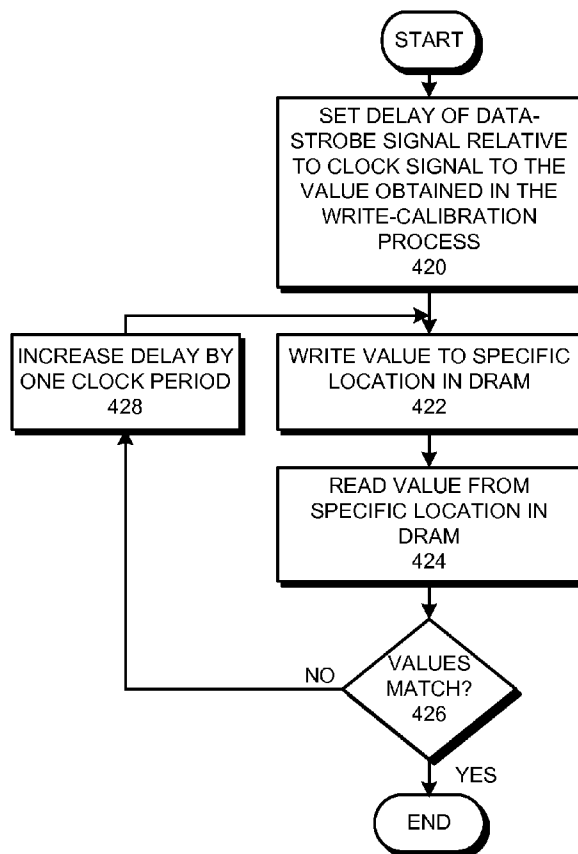 START
SET DELAY OF DATA-
STROBE SIGNAL RELATIVE
TO CLOCK SIGNAL TO THE
VALUE OBTAINED IN THE
WRITE-CALIBRATION
PROCESS
420
INCREASE DELAY BY
ONE CLOCK PERIOD
428
WRITE VALUE TO SPECIFIC
LOCATION IN DRAM
422
READ VALUE FROM
SPECIFIC LOCATION IN
DRAM
424
NO
VALUES
MATCH?
426
YES
END